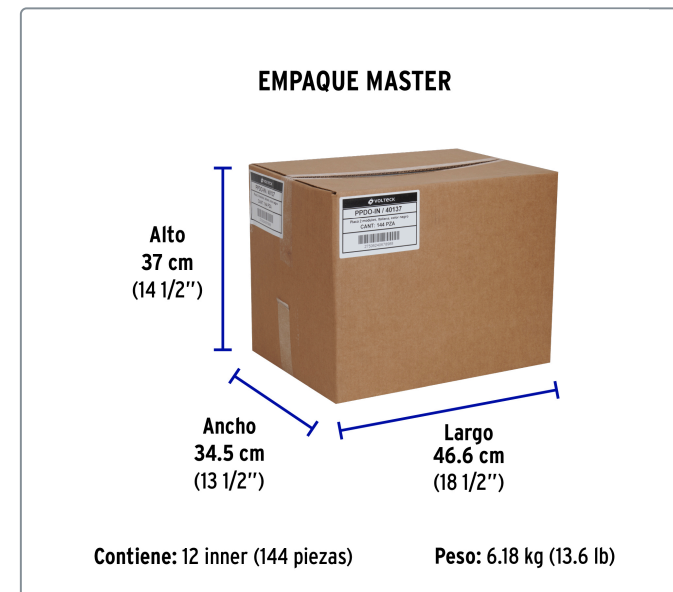 EMPAQUE MASTER
VOLTECK
PPDO-IN / 40137
CANT: 144 PZA
Alto
37 cm
(14 1/2’’)
Ancho
34.5 cm
(13 1/2’’)
Largo
46.6 cm
(18 1/2’’)
Contiene: 12 inner (144 piezas)
Peso: 6.18 kg (13.6 lb)